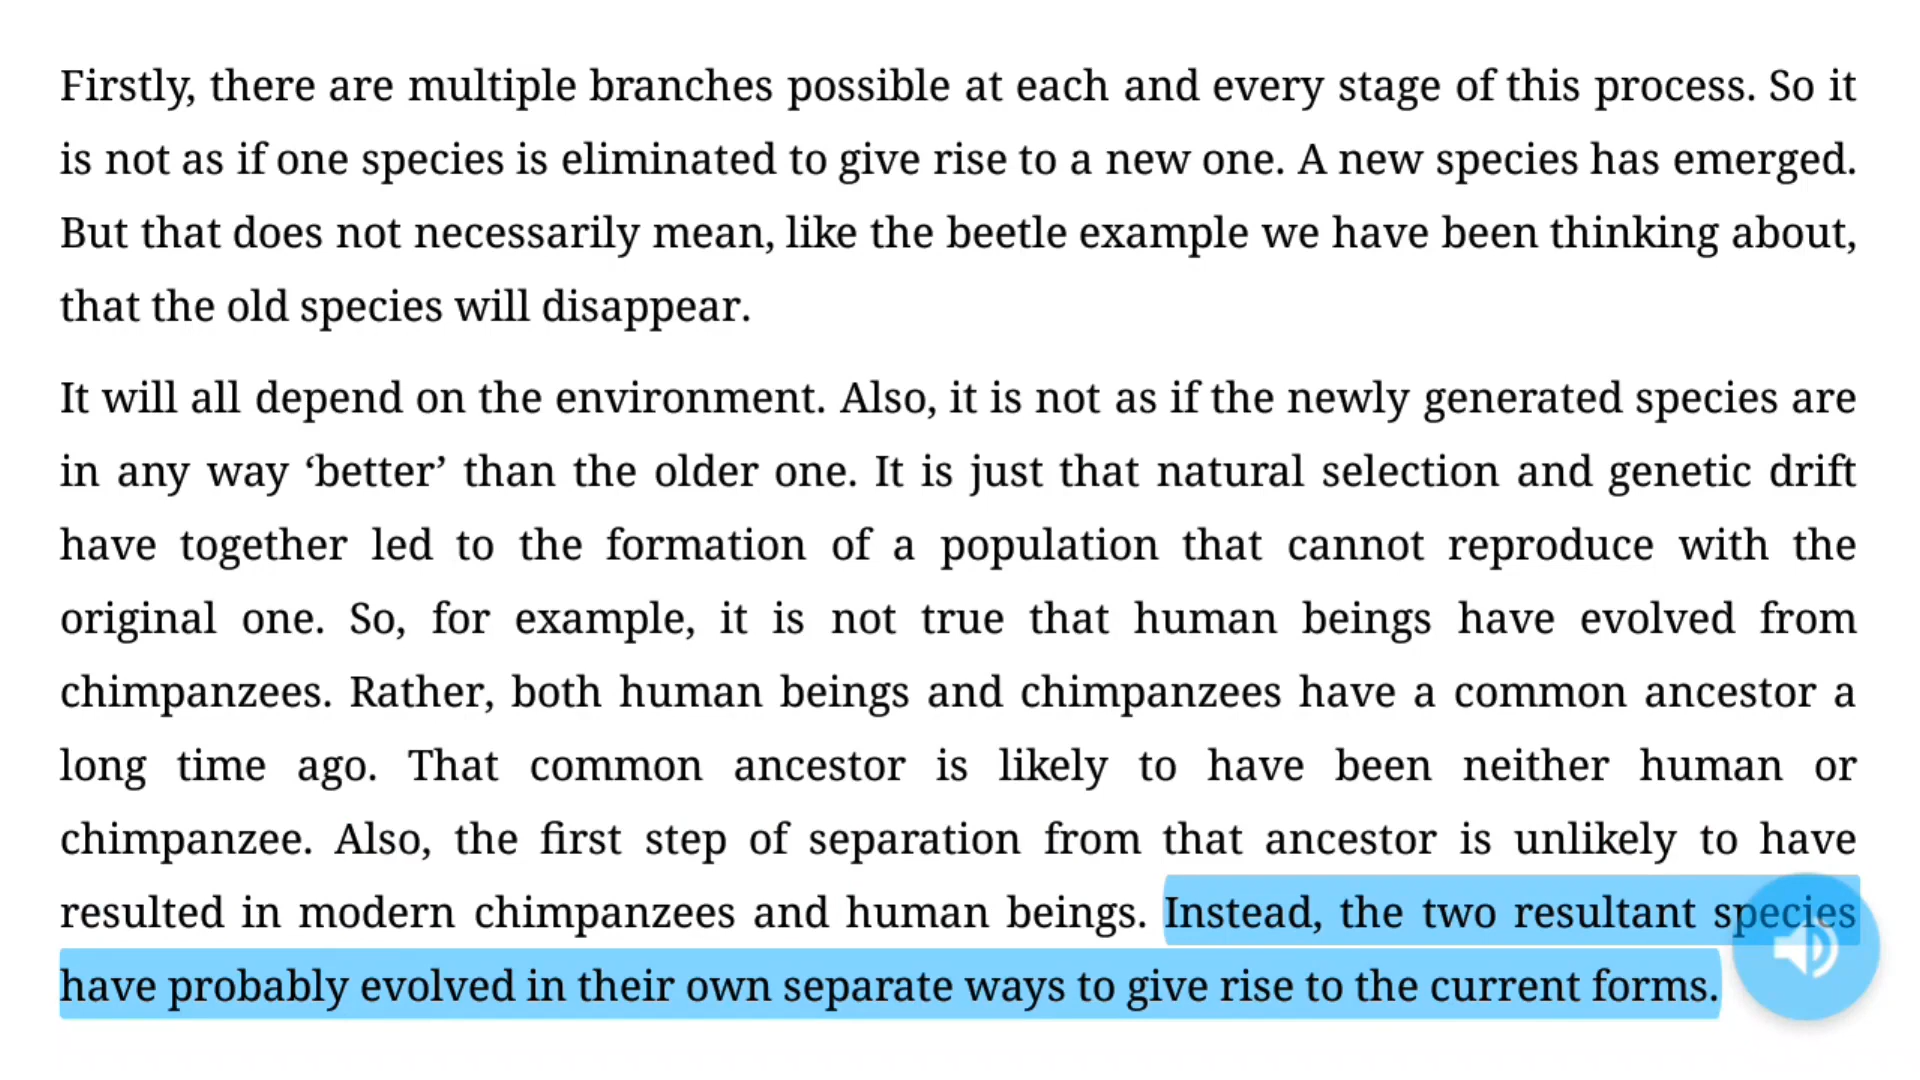 Firstly, there are multiple branches possible at each and every stage of this process. So it
is not as if one species is eliminated to give rise to a new one. A new species has emerged.
But that does not necessarily mean, like the beetle example we have been thinking about,
that the old species will disappear.
It will all depend on the environment. Also, it is not as if the newly generated species are
in any way ‘better’ than the older one. It is just that natural selection and genetic drift
have together led to the formation of a population that cannot reproduce with the
original one. So, for example, it is not true that human beings have evolved from
chimpanzees. Rather, both human beings and chimpanzees have a common ancestor a
long time ago. That common ancestor is likely to have been neither human or
chimpanzee. Also, the first step of separation from that ancestor is unlikely to have
resulted in modern chimpanzees and human beings. Instead, the two resultant species
have probably evolved in their own separate ways to give rise to the current forms.